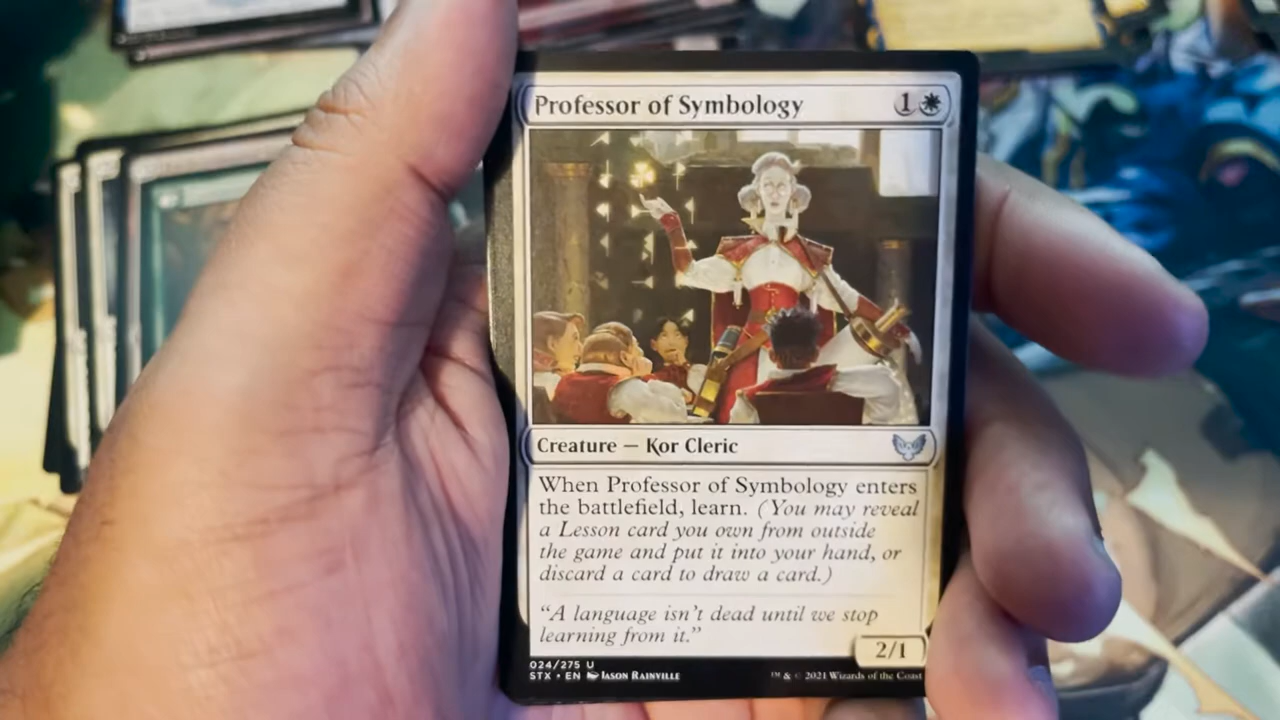 Professor of Symbology 1
Creature — Kor Cleric
When Professor of Symbology enters
the battlefield, learn. (You may reveal
a Lesson card you own from outside
the game and put it into your hand, or
discard a card to draw a card.)
“A language isn’t dead until we stop
learning from it.”
2/1
024/275 U
STX • EN Jason Rainville
™ & © 2021 Wizards of the Coast